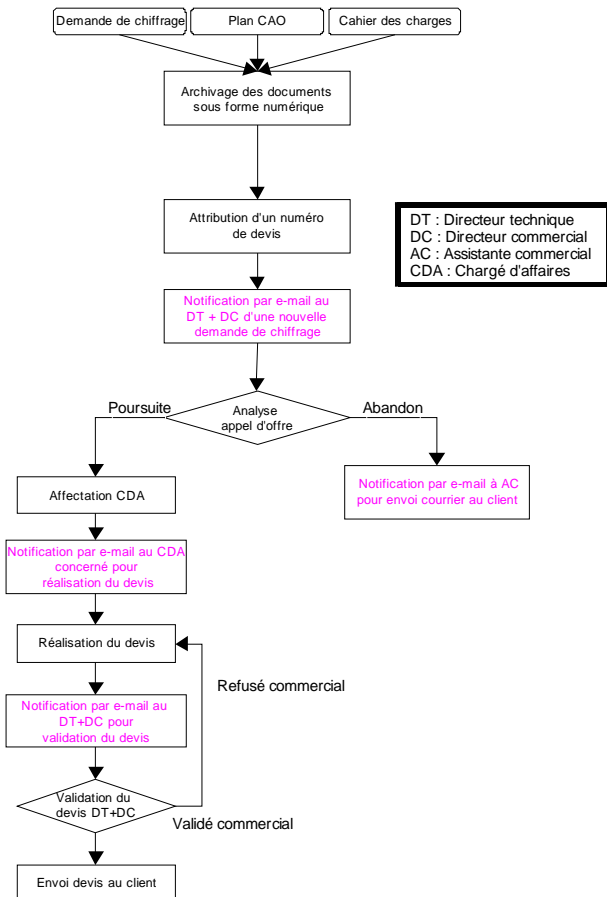 Demande de chiffrage
Plan CAO
Cahier des charges
Archivage des documents
sous forme numérique
Attribution d'un numéro
de devis
DT : Directeur technique
DC : Directeur commercial
AC : Assistante commercial
CDA : Chargé d'affaires
Notification par e-mail au
DT + DC d'une nouvelle
demande de chiffrage
Poursuite
Analyse
appel d'offre
Abandon
Affectation CDA
Notification par e-mail à AC
pour envoi courrier au client
Notification par e-mail au CDA
concerné pour
réalisation du devis
Réalisation du devis
Refusé commercial
Notification par e-mail au
DT+DC pour
validation du devis
Validation du
devis DT+DC
Validé commercial
Envoi devis au client